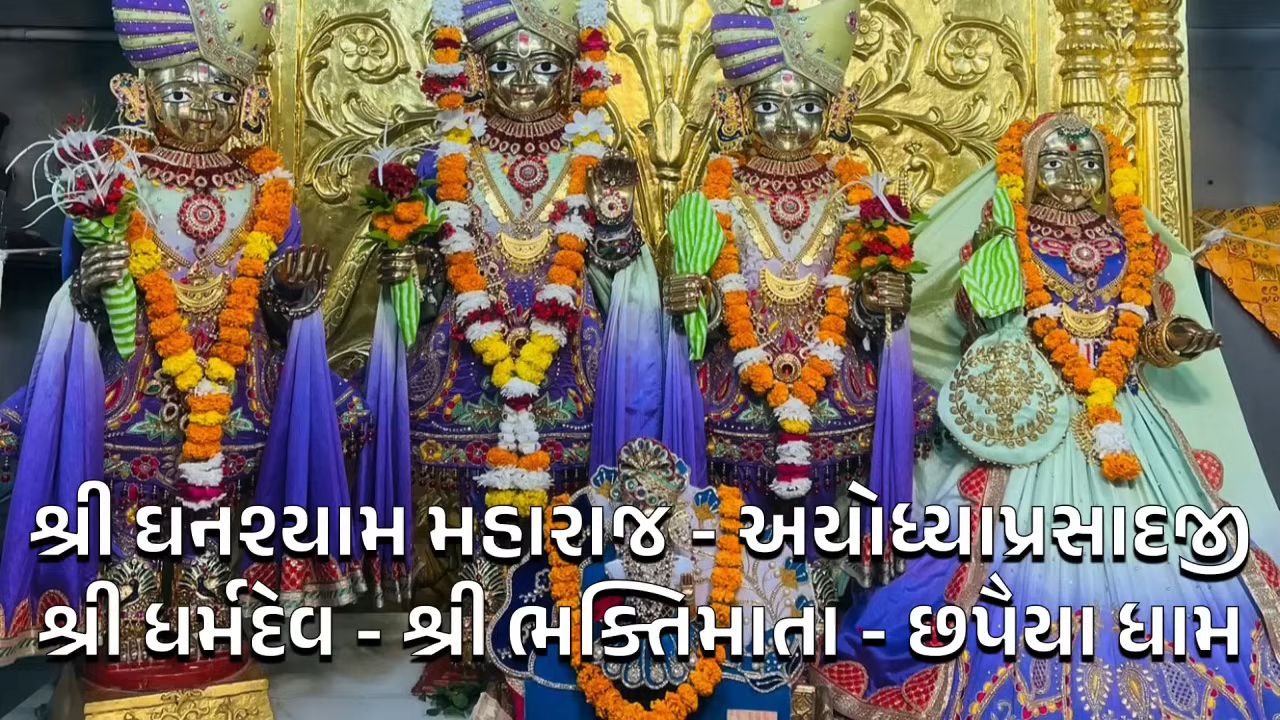 શ્રી ઘનશ્યામ મહારાજ - અયોધ્યાપ્રસાદજી
શ્રી ધર્મદેવ - શ્રી ભક્તિમાતા - છપૈયા ધામ